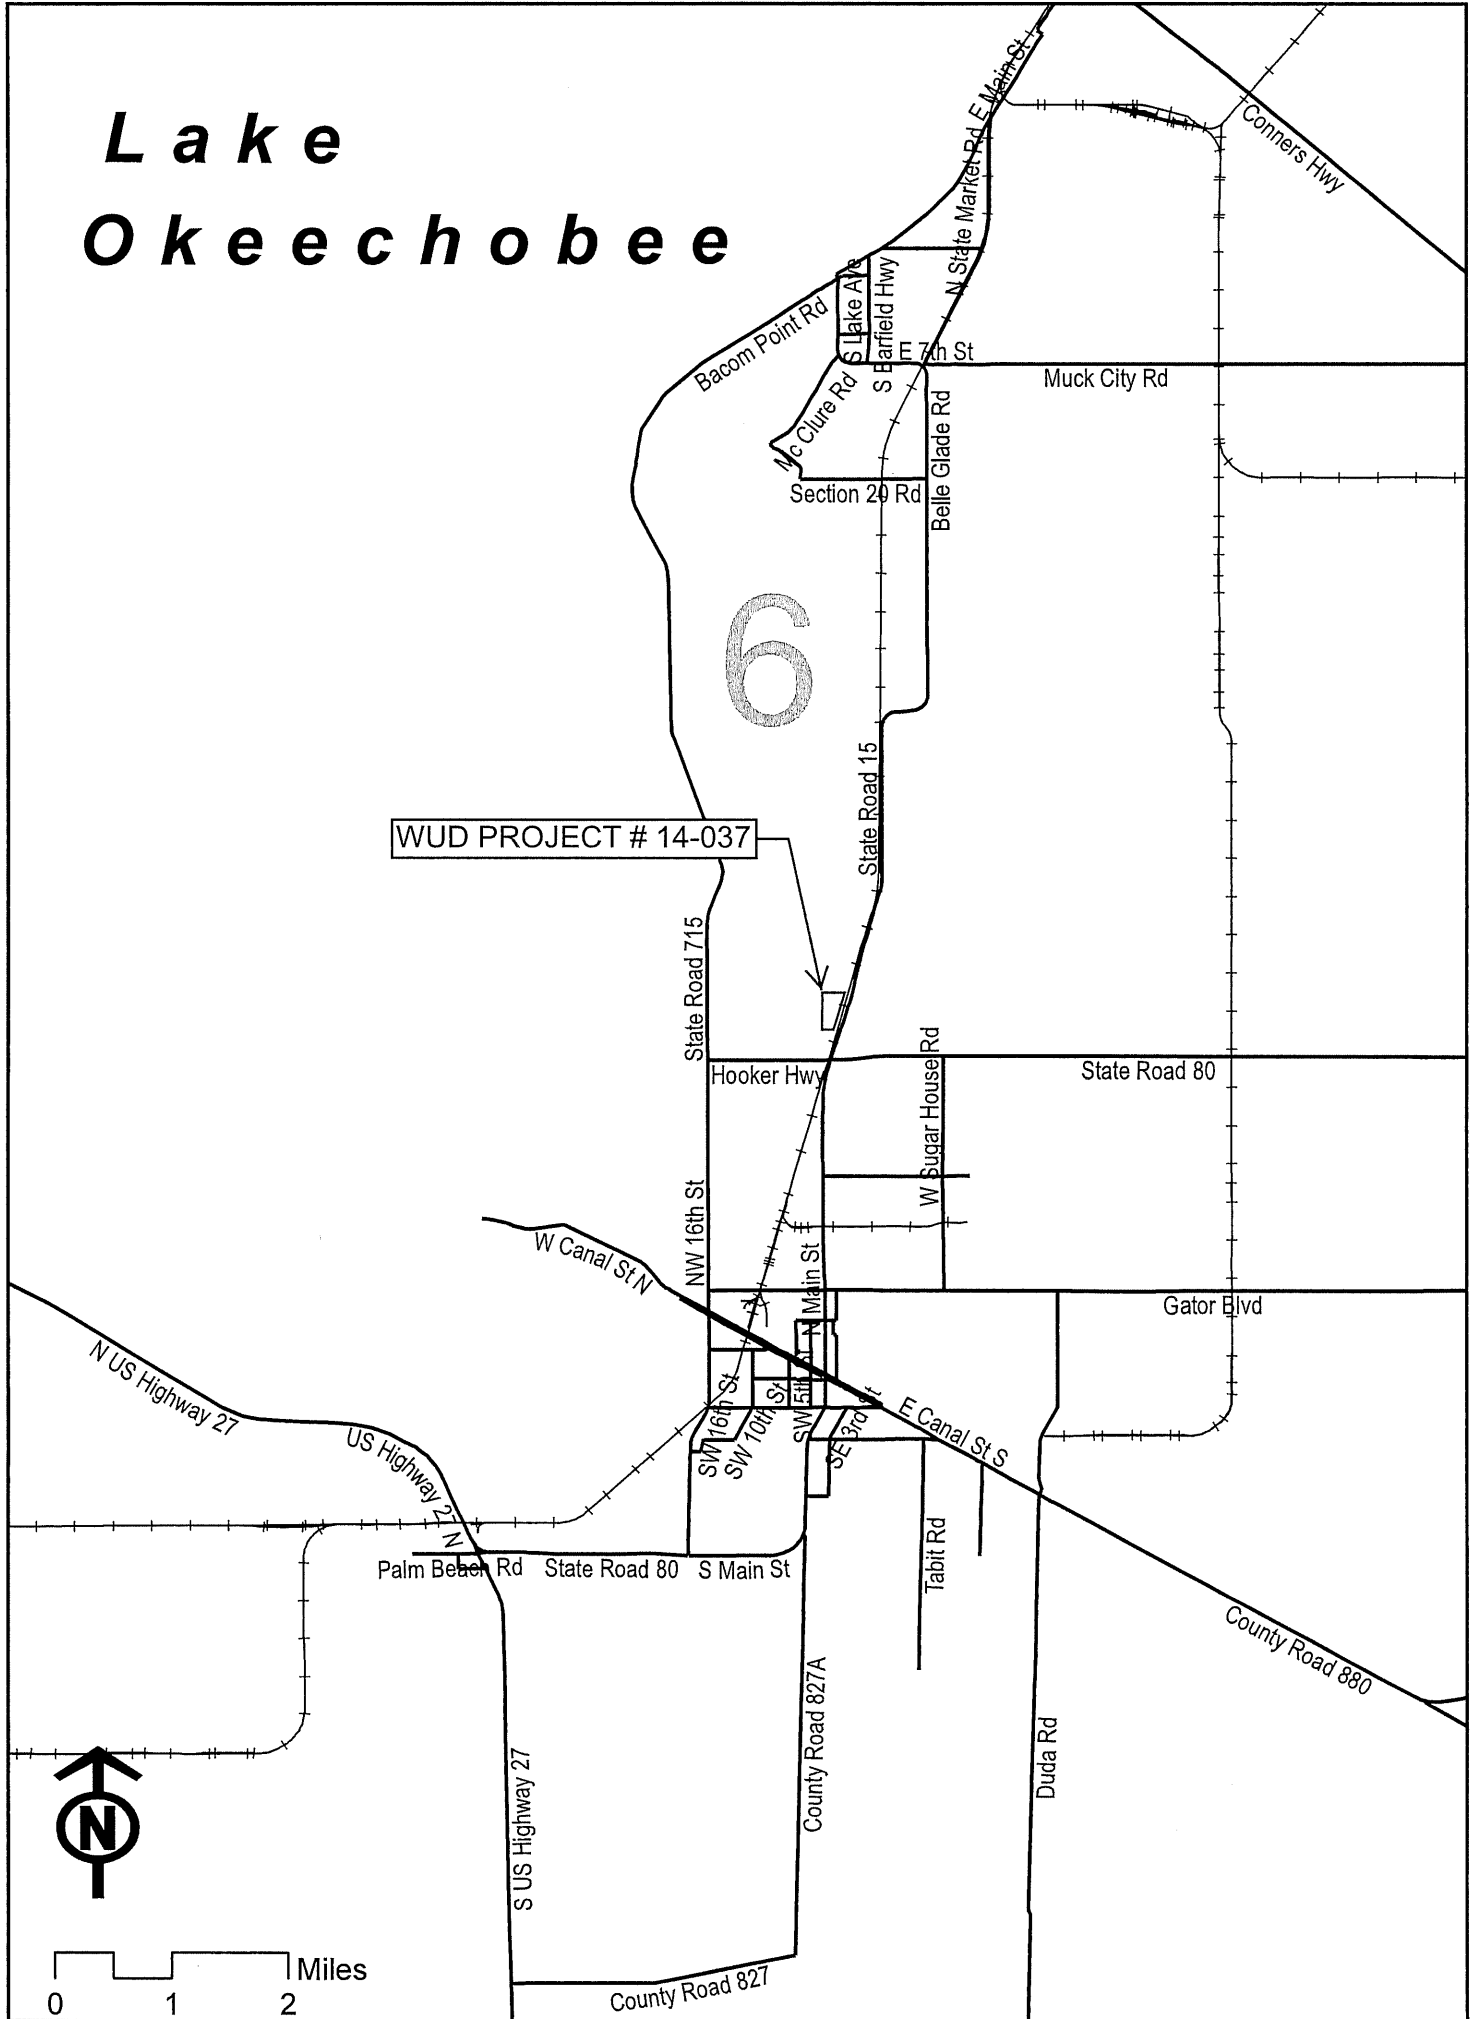 Lake
Okeechobee
E Main St
Conners Hwy
N State Market Rd
S Lake Ave
S Barfield Hwy
Bacom Point Rd
E 7th St
Muck City Rd
Mc Clure Rd
Belle Glade Rd
Section 20 Rd
6
State Road 15
WUD PROJECT # 14-037
State Road 715
Hooker Hwy
State Road 80
W Sugar House Rd
NW 16th St
W Canal St N
N Main St
Gator Blvd
N US Highway 27
US Highway 27 N
SW 16th St
SW 10th St
SW 5th St
SE 3rd St
E Canal St S
Palm Beach Rd
State Road 80
S Main St
Tabit Rd
County Road 880
County Road 827A
Duda Rd
S US Highway 27
N
County Road 827
Miles
0 1 2